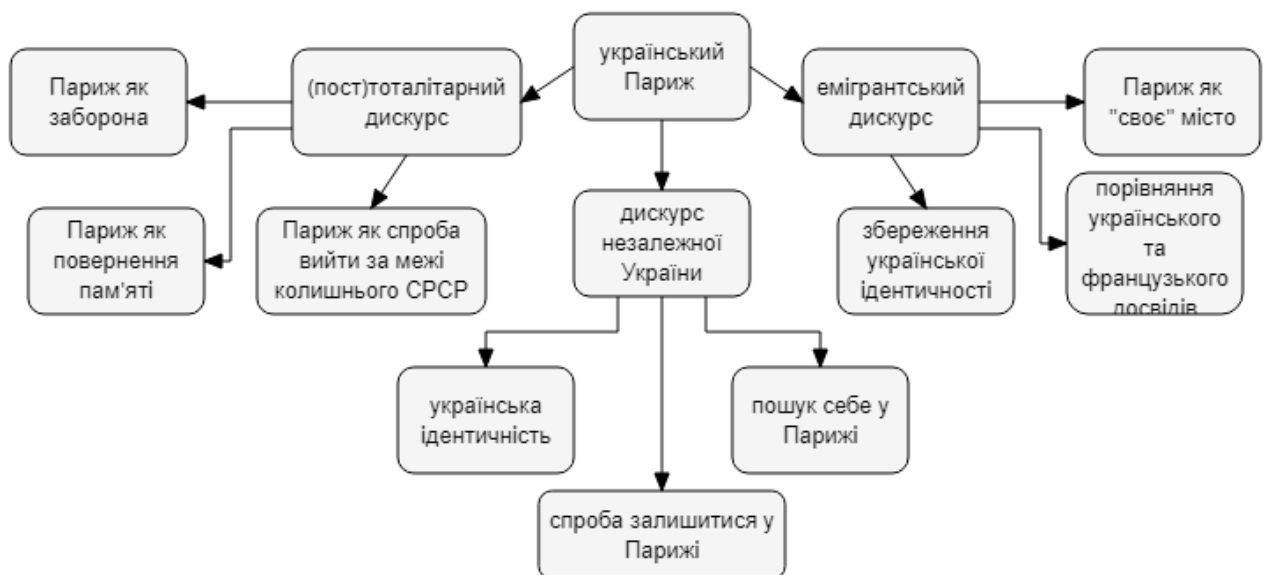 український
Париж
Париж як
заборона
(пост)тоталітарний
дискурс
емігрантський
дискурс
Париж як
"своє" місто
Париж як
повернення
пам'яті
Париж як спроба
вийти за межі
колишнього СРСР
дискурс
незалежної
України
збереження
української
ідентичності
порівняння
українського
та
французького
досвідів
українська
ідентичність
пошук себе у
Парижі
спроба залишитися у
Парижі